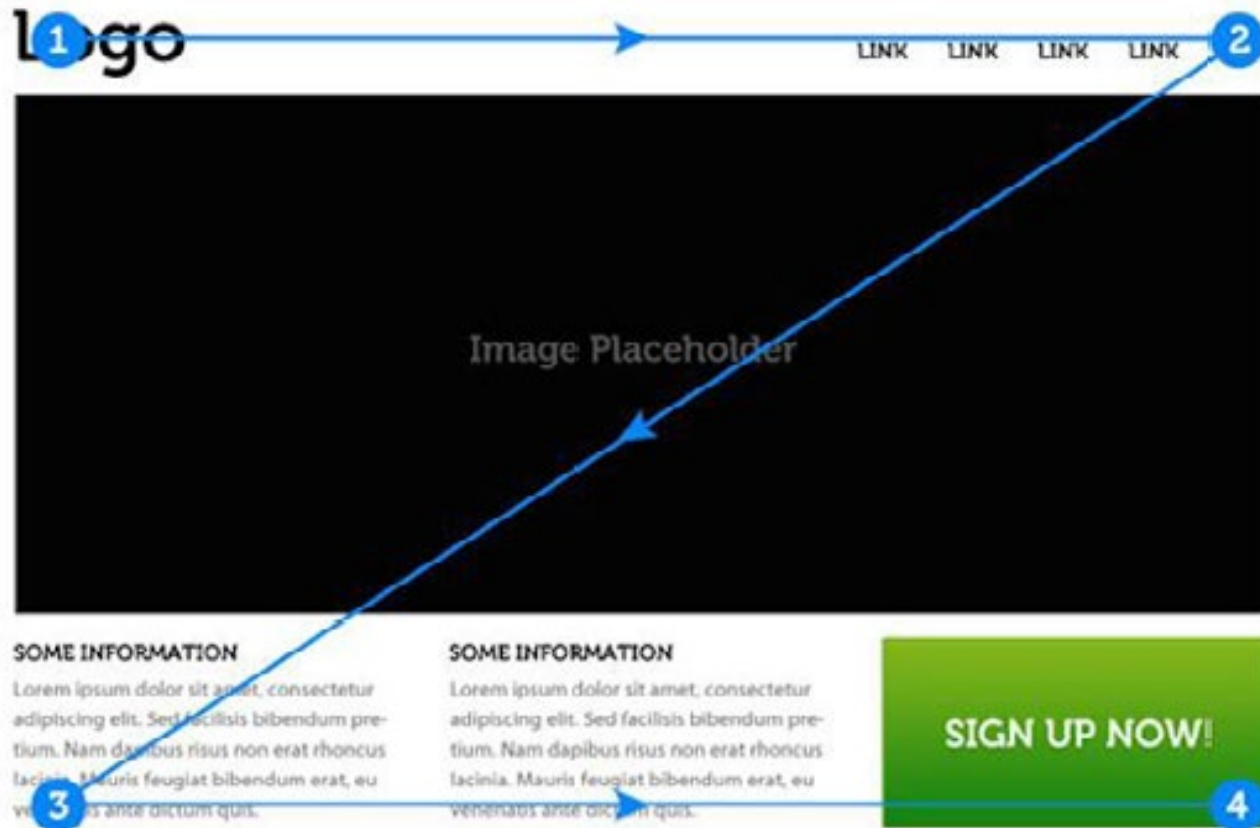 1
Logo
LINK LINK LINK LINK
2
Image Placeholder
SOME INFORMATION
Lorem ipsum dolor sit amet, consectetur
adipiscing elit. Sed facilisis bibendum pre-
tium. Nam dapibus risus non erat rhoncus
lacinia. Mauris feugiat bibendum erat, eu
venenatis ante dictum quis.
SOME INFORMATION
Lorem ipsum dolor sit amet, consectetur
adipiscing elit. Sed facilisis bibendum pre-
tium. Nam dapibus risus non erat rhoncus
lacinia. Mauris feugiat bibendum erat, eu
venenatis ante dictum quis.
SIGN UP NOW!
3
4